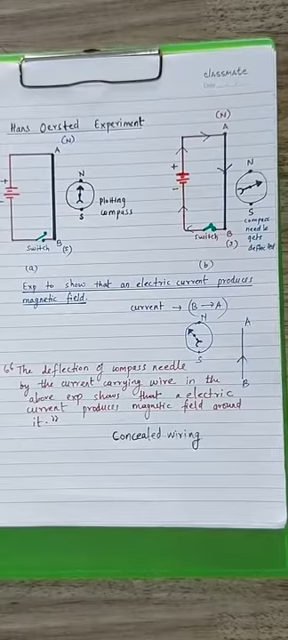 classmate
Hans Oersted Experiment
(N)
A
+
N
S
Plotting
compass
Switch
B
(S)
(a)
(N)
A
+
-
N
S
compass
needle
gets
deflected
switch
B
(S)
(b)
Exp to show that an electric current produces
magnetic field.
current → (B → A)
N
S
A
B
"The deflection of compass needle
by the current carrying wire in the
above exp shows that a electric
current produces magnetic field around
it."
Concealed wiring